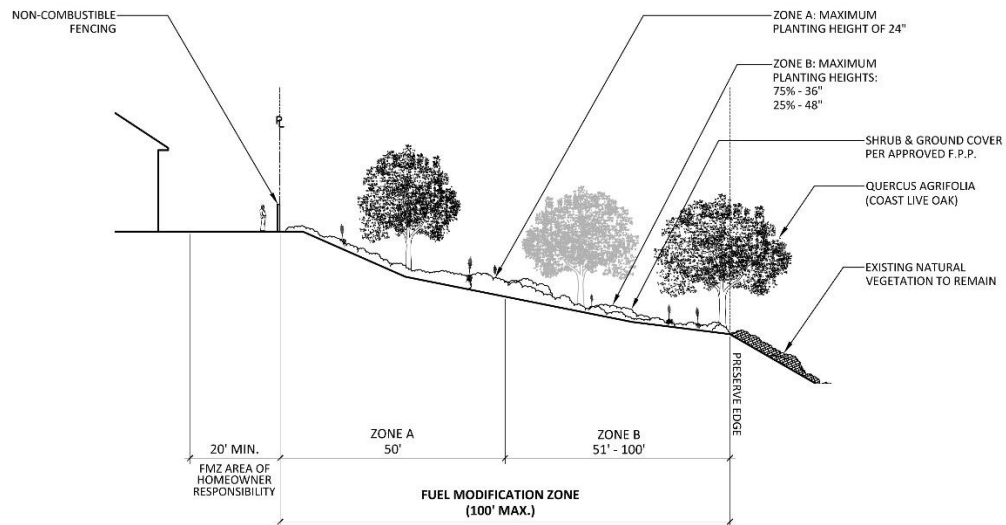 NON-COMBUSTIBLE
FENCING
PL
ZONE A: MAXIMUM
PLANTING HEIGHT OF 24"
ZONE B: MAXIMUM
PLANTING HEIGHTS:
75% - 36"
25% - 48"
SHRUB & GROUND COVER
PER APPROVED F.P.P.
QUERCUS AGRIFOLIA
(COAST LIVE OAK)
EXISTING NATURAL
VEGETATION TO REMAIN
PRESERVE EDGE
20' MIN.
FMZ AREA OF
HOMEOWNER
RESPONSIBILITY
ZONE A
50'
ZONE B
51' - 100'
FUEL MODIFICATION ZONE
(100' MAX.)